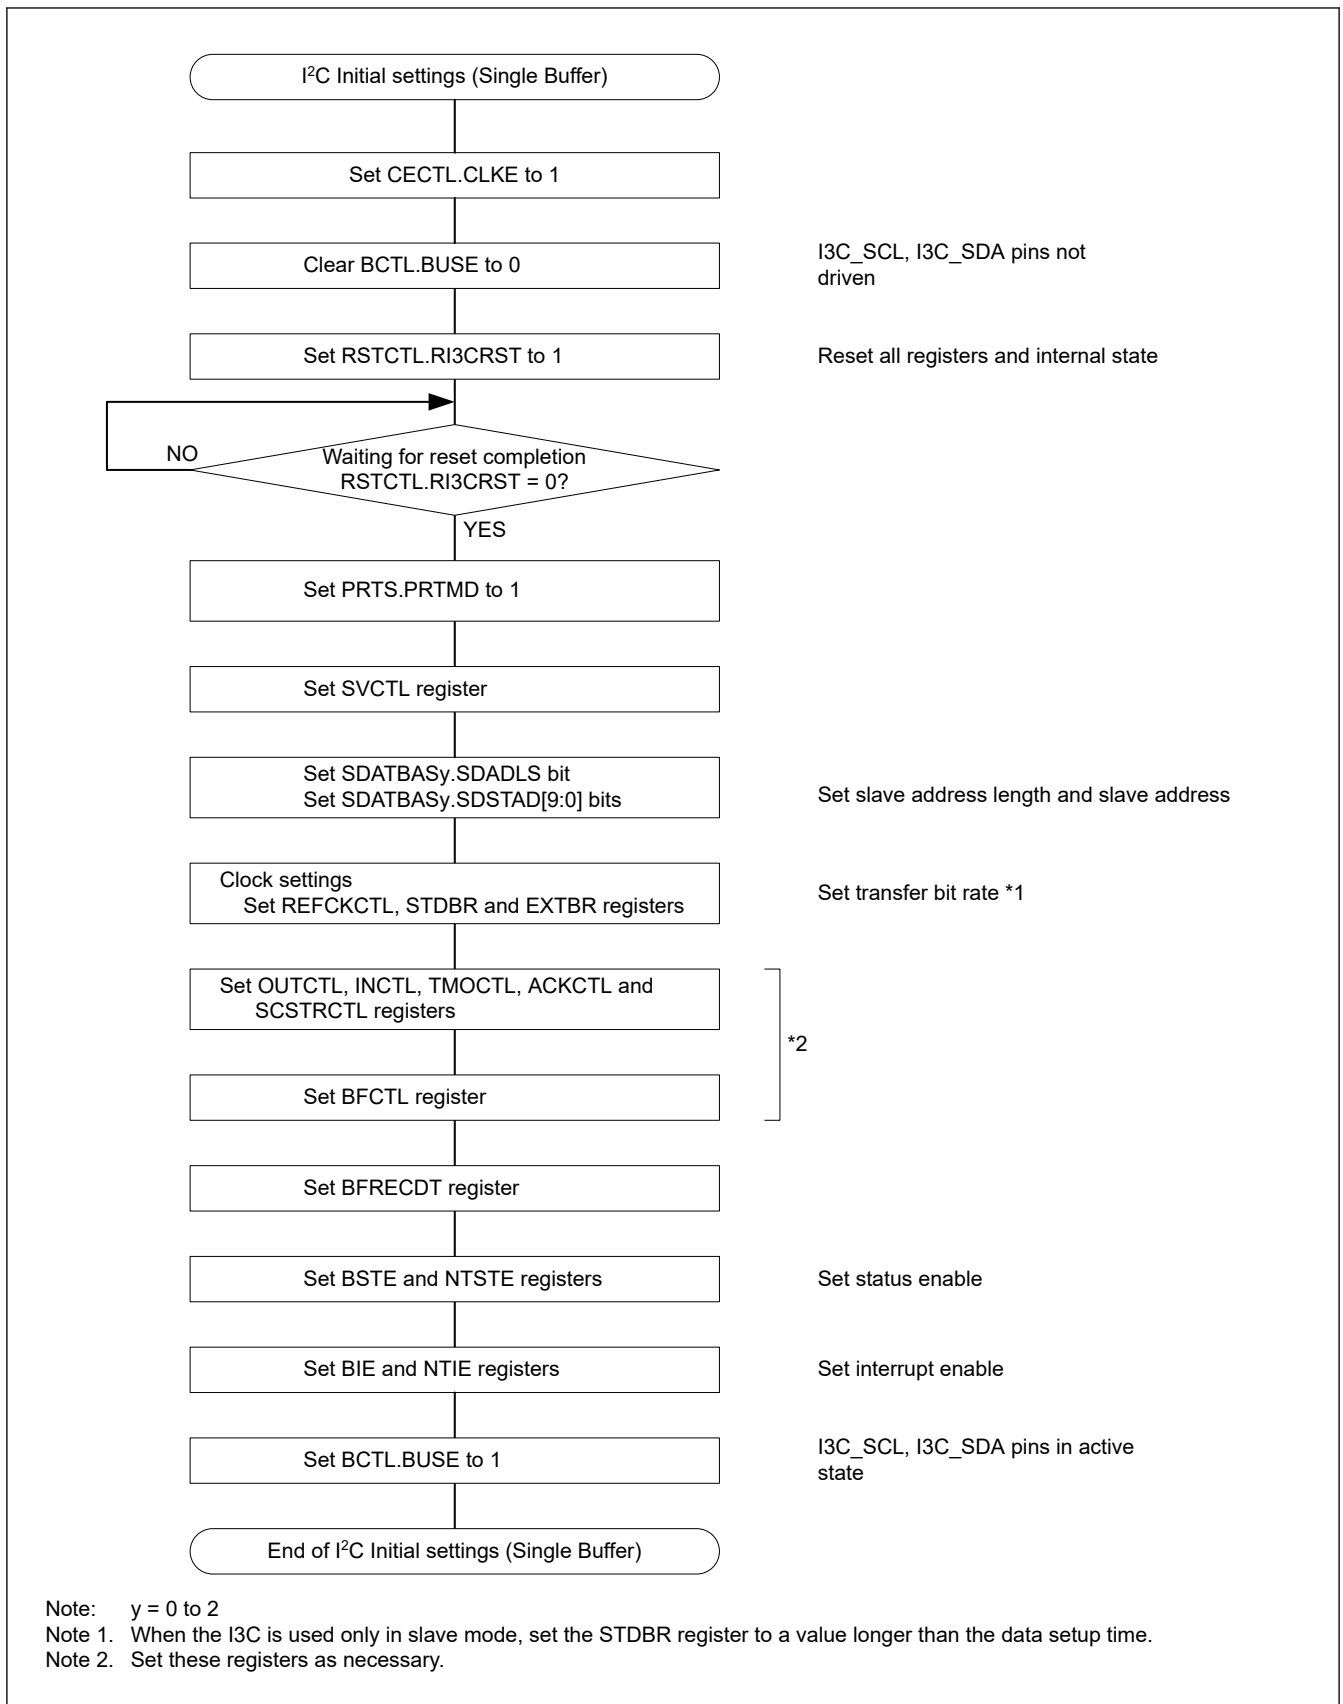 I²C Initial settings (Single Buffer)
Set CECTL.CLKE to 1
Clear BCTL.BUSE to 0
I3C_SCL, I3C_SDA pins not
driven
Set RSTCTL.RI3CRST to 1
Reset all registers and internal state
NO
Waiting for reset completion
RSTCTL.RI3CRST = 0?
YES
Set PRTS.PRTMD to 1
Set SVCTL register
Set SDATBASy.SDADLS bit
Set SDATBASy.SDSTAD[9:0] bits
Set slave address length and slave address
Clock settings
Set REFCKCTL, STDBR and EXTBR registers
Set transfer bit rate *1
Set OUTCTL, INCTL, TMOCTL, ACKCTL and
SCSTRCTL registers
*2
Set BFCTL register
Set BFRECDT register
Set BSTE and NTSTE registers
Set status enable
Set BIE and NTIE registers
Set interrupt enable
Set BCTL.BUSE to 1
I3C_SCL, I3C_SDA pins in active
state
End of I²C Initial settings (Single Buffer)
Note: y = 0 to 2
Note 1. When the I3C is used only in slave mode, set the STDBR register to a value longer than the data setup time.
Note 2. Set these registers as necessary.